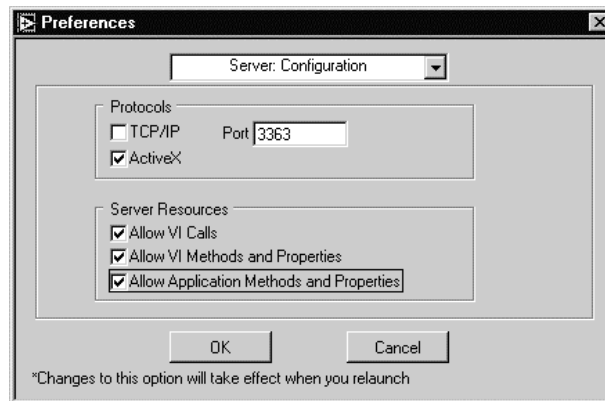 Preferences
Server: Configuration
Protocols
TCP/IP Port 3363
ActiveX
Server Resources
Allow VI Calls
Allow VI Methods and Properties
Allow Application Methods and Properties
OK Cancel
*Changes to this option will take effect when you relaunch